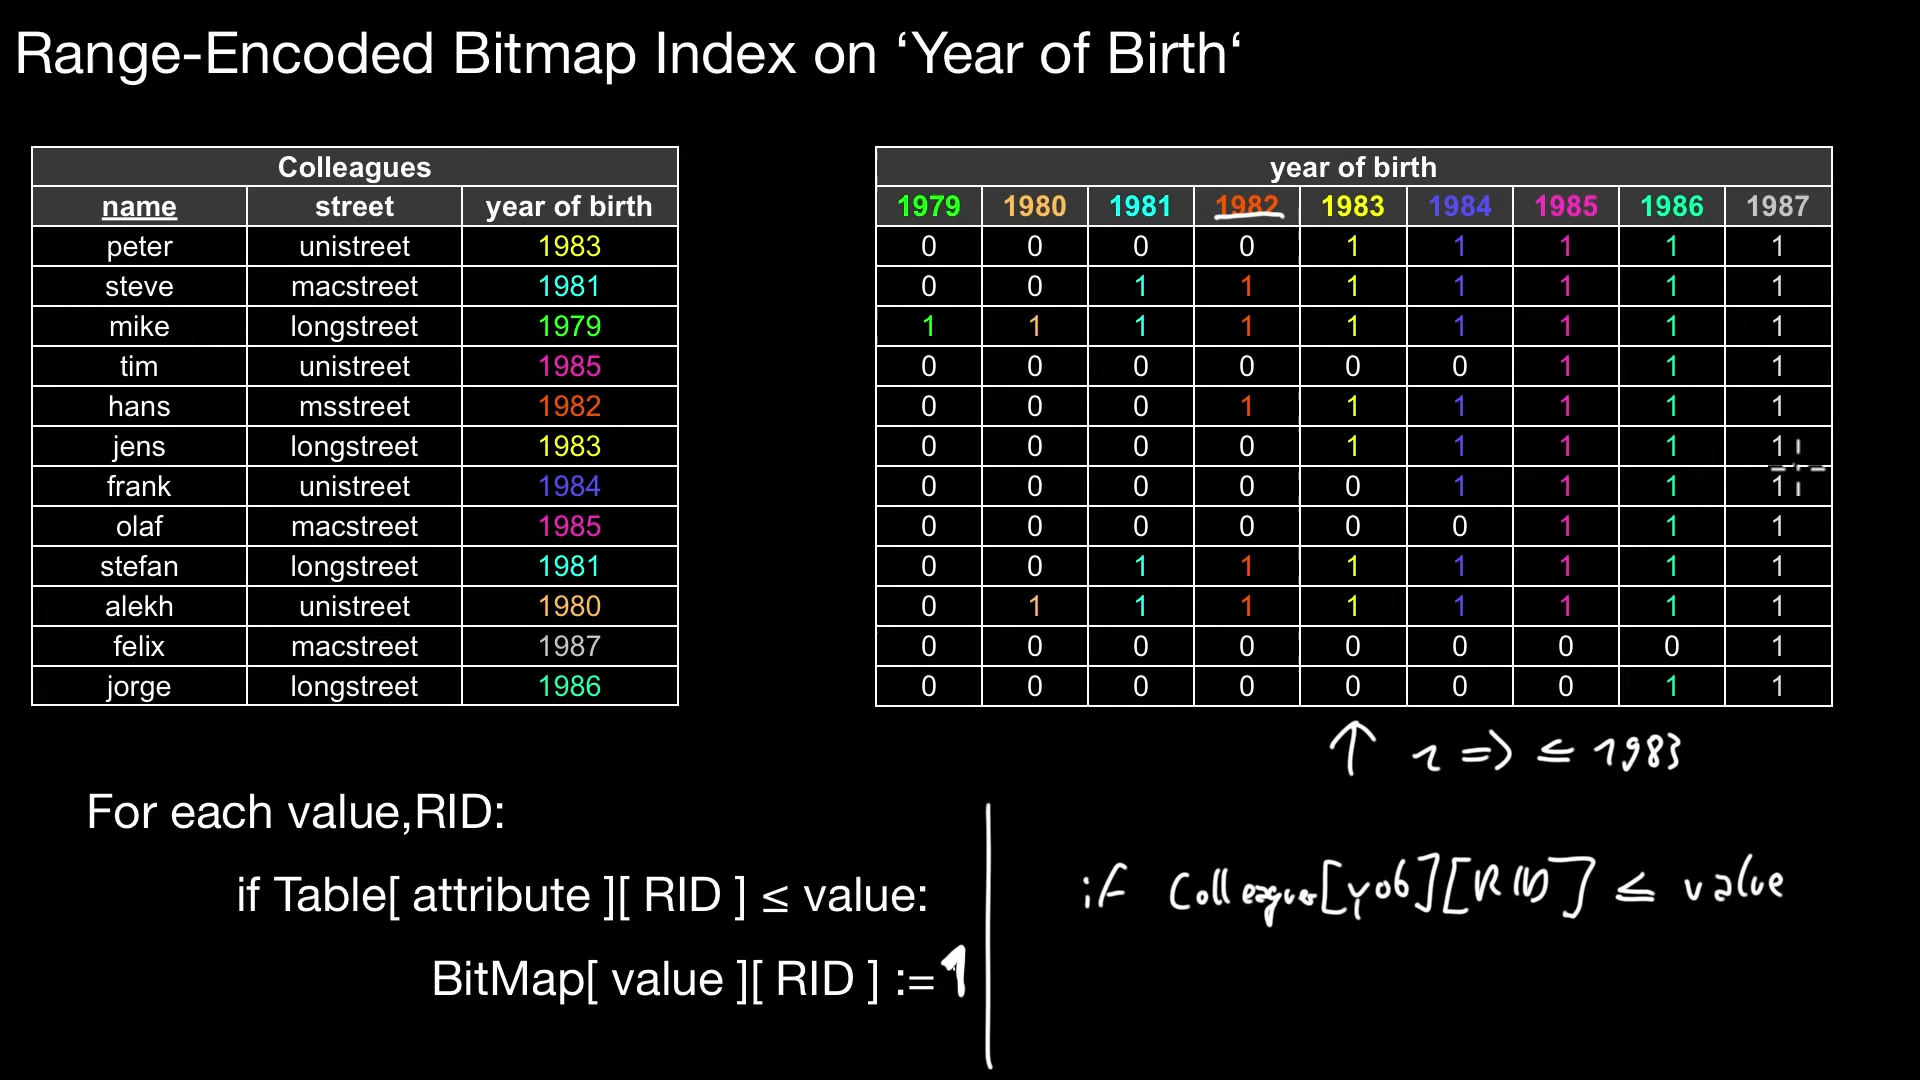 Range-Encoded Bitmap Index on ‘Year of Birth‘
Colleagues
name street year of birth
peter unistreet 1983
steve macstreet 1981
mike longstreet 1979
tim unistreet 1985
hans msstreet 1982
jens longstreet 1983
frank unistreet 1984
olaf macstreet 1985
stefan longstreet 1981
alekh unistreet 1980
felix macstreet 1987
jorge longstreet 1986
year of birth
1979 1980 1981 1982 1983 1984 1985 1986 1987
0 0 0 0 1 1 1 1 1
0 0 1 1 1 1 1 1 1
1 1 1 1 1 1 1 1 1
0 0 0 0 0 0 1 1 1
0 0 0 1 1 1 1 1 1
0 0 0 0 1 1 1 1 1
0 0 0 0 0 1 1 1 1
0 0 0 0 0 0 1 1 1
0 0 1 1 1 1 1 1 1
0 1 1 1 1 1 1 1 1
0 0 0 0 0 0 0 0 1
0 0 0 0 0 0 0 1 1
↑ 1 => ≤ 1983
For each value,RID:
if Table[ attribute ][ RID ] ≤ value:
BitMap[ value ][ RID ] := 1
if Colleagues[yob][RID] ≤ value